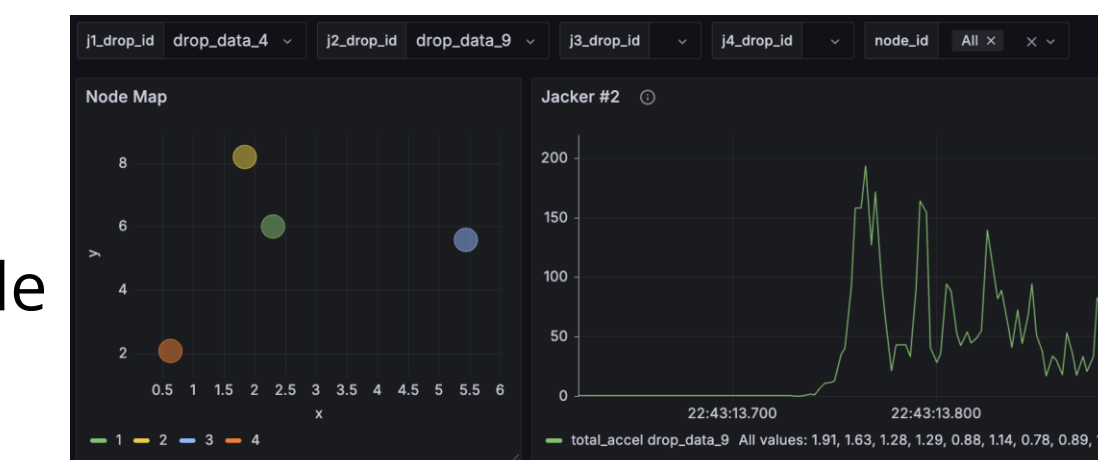 j1_drop_id drop_data_4 j2_drop_id drop_data_9 j3_drop_id j4_drop_id node_id All ×
Node Map
8
6
4
2
y
0.5 1 1.5 2 2.5 3 3.5 4 4.5 5 5.5 6
x
1 2 3 4
Jacker #2
200
150
100
50
0
22:43:13.700 22:43:13.800
total_accel drop_data_9 All values: 1.91, 1.63, 1.28, 1.29, 0.88, 1.14, 0.78, 0.89,